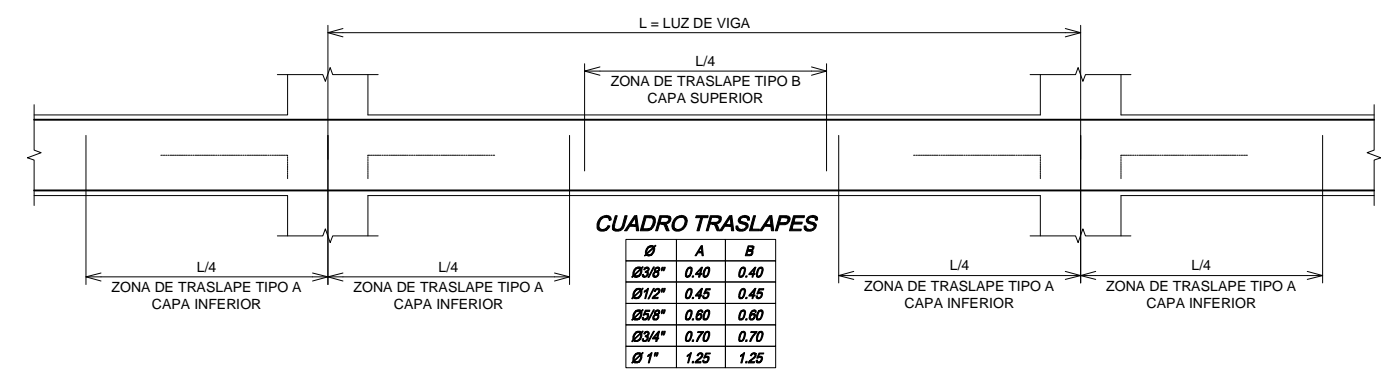 L = LUZ DE VIGA
L/4
ZONA DE TRASLAPE TIPO B
CAPA SUPERIOR
L/4
ZONA DE TRASLAPE TIPO A
CAPA INFERIOR
L/4
ZONA DE TRASLAPE TIPO A
CAPA INFERIOR
L/4
ZONA DE TRASLAPE TIPO A
CAPA INFERIOR
L/4
ZONA DE TRASLAPE TIPO A
CAPA INFERIOR
CUADRO TRASLAPES
Ø A B
Ø3/8" 0.40 0.40
Ø1/2" 0.45 0.45
Ø5/8" 0.60 0.60
Ø3/4" 0.70 0.70
Ø 1" 1.25 1.25